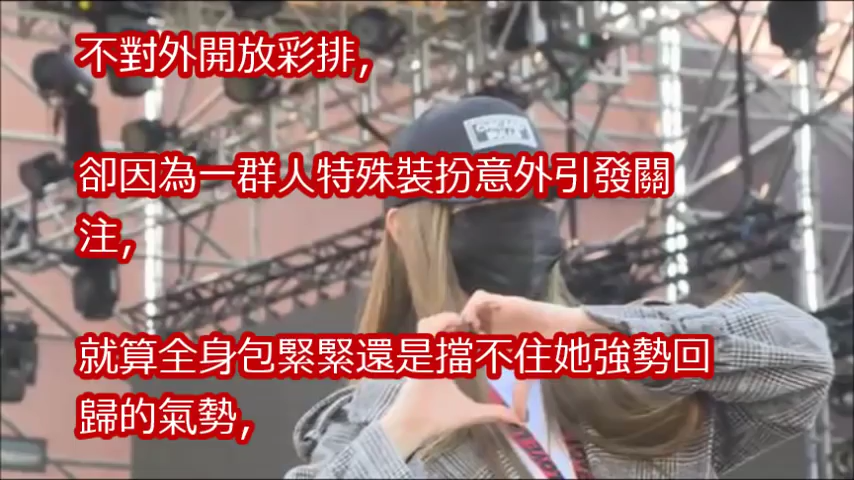 不對外開放彩排,
卻因為一群人特殊裝扮意外引發關
注,
就算全身包緊緊還是擋不住她強勢回
歸的氣勢,